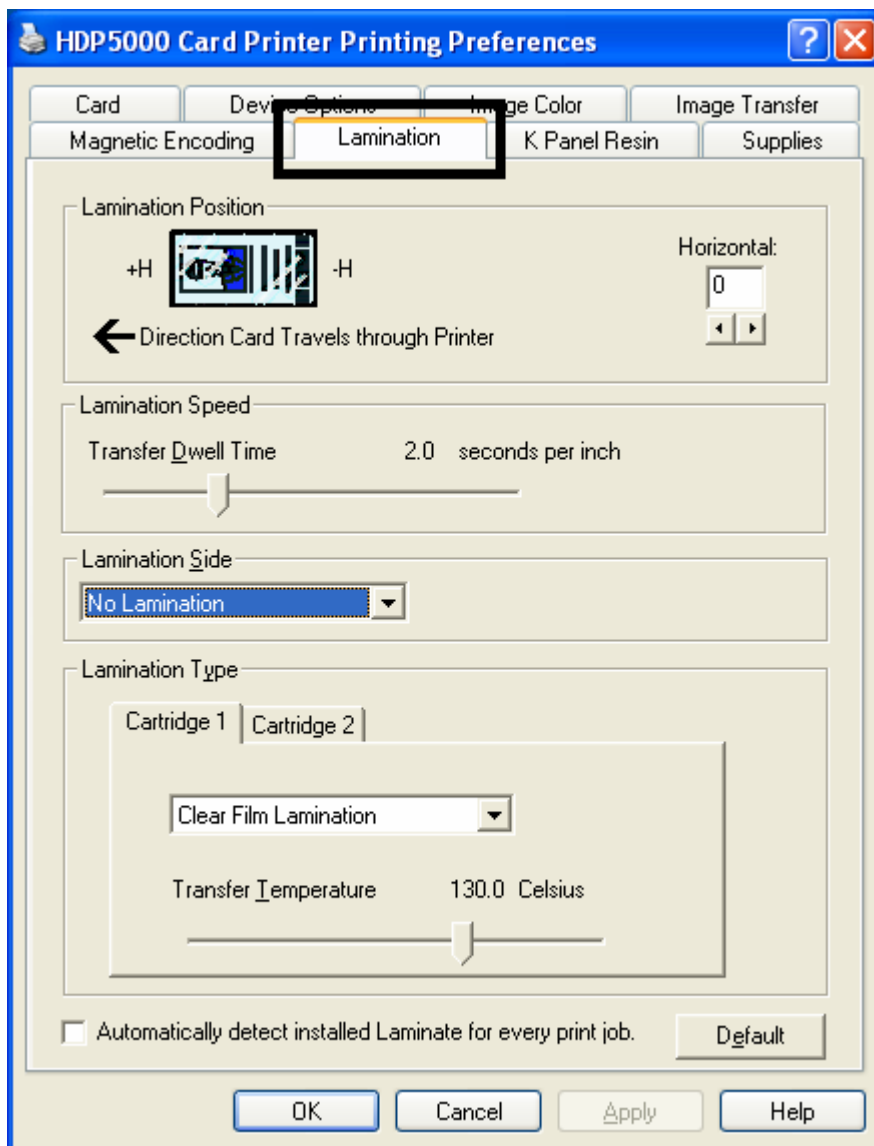 HDP5000 Card Printer Printing Preferences
Card Device Options Image Color Image Transfer
Magnetic Encoding Lamination K Panel Resin Supplies
Lamination Position
Horizontal:
+H -H
0
Direction Card Travels through Printer
Lamination Speed
Transfer Dwell Time 2.0 seconds per inch
Lamination Side
No Lamination
Lamination Type
Cartridge 1 Cartridge 2
Clear Film Lamination
Transfer Temperature 130.0 Celsius
Automatically detect installed Laminate for every print job. Default
OK Cancel Apply Help